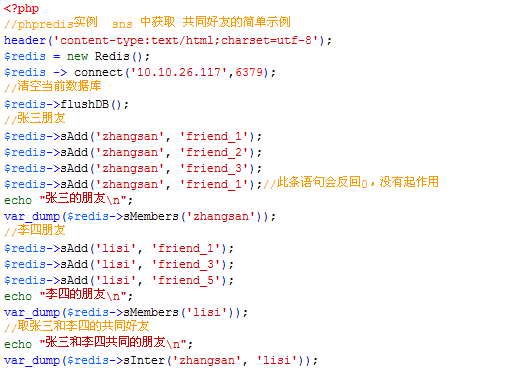 <?php
//phpredis实例  sns 中获取 共同好友的简单示例
header('content-type:text/html;charset=utf-8');
$redis = new Redis();
$redis -> connect('10.10.26.117',6379);
//清空当前数据库
$redis->flushDB();
//张三朋友
$redis->sAdd('zhangsan', 'friend_1');
$redis->sAdd('zhangsan', 'friend_2');
$redis->sAdd('zhangsan', 'friend_3');
$redis->sAdd('zhangsan', 'friend_1');//此条语句会反回0，没有起作用
echo "张三的朋友\n";
var_dump($redis->sMembers('zhangsan'));
//李四朋友
$redis->sAdd('lisi', 'friend_1');
$redis->sAdd('lisi', 'friend_3');
$redis->sAdd('lisi', 'friend_5');
echo "李四的朋友\n";
var_dump($redis->sMembers('lisi'));
//取张三和李四的共同好友
echo "张三和李四共同的朋友\n";
var_dump($redis->sInter('zhangsan', 'lisi'));